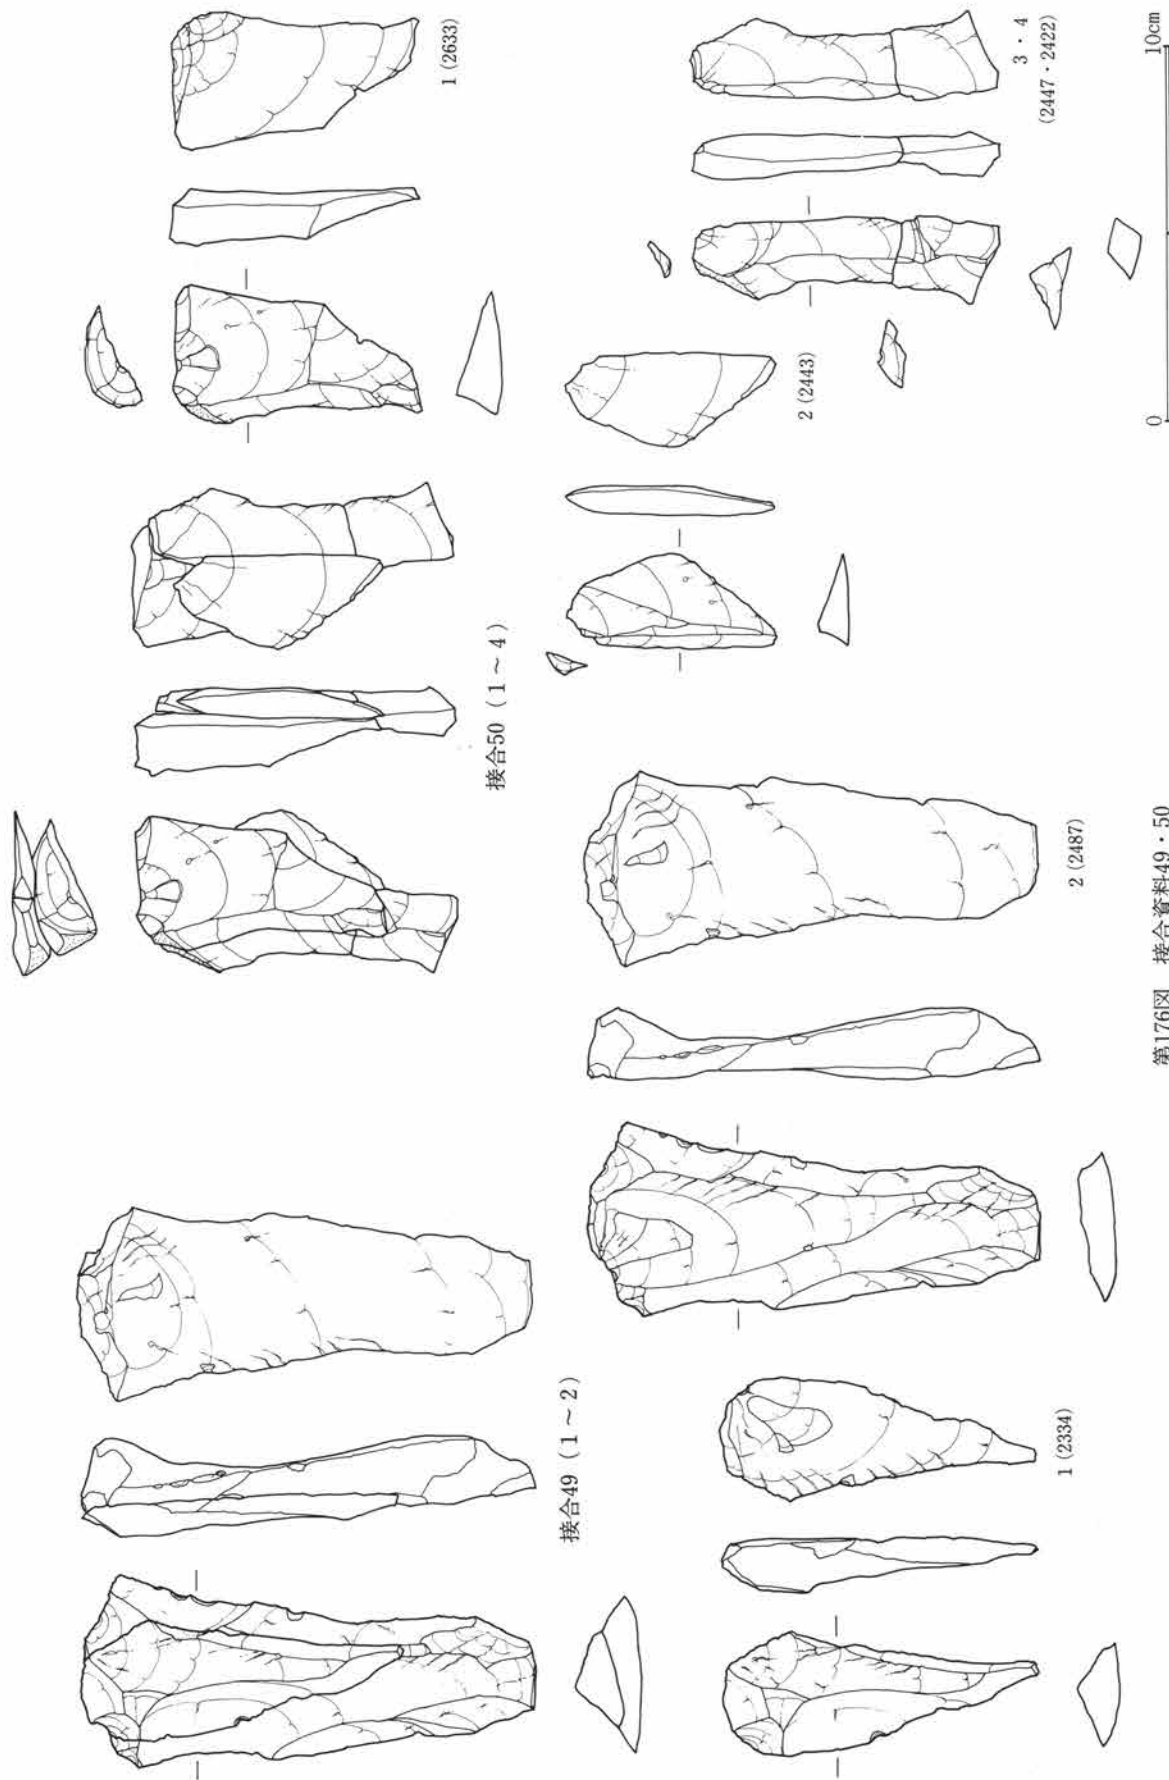 接合49（1～2）
接合50（1～4）
1 (2633)
1 (2334)
2 (2487)
2 (2443)
3・4
(2447・2422)
0
10cm
第176図 接合資料49・50